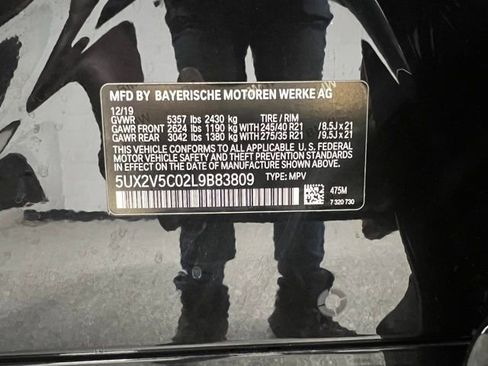 MFD BY BAYERISCHE MOTOREN WERKE AG
12/19
GVWR 5357 lbs 2430 kg TIRE / RIM
GAWR FRONT 2624 lbs 1190 kg WITH 245/40 R21 /8.5J x 21
GAWR REAR 3042 lbs 1380 kg WITH 275/35 R21 /9.5J x 21
THIS VEHICLE CONFORMS TO ALL APPLICABLE U. S. FEDERAL
MOTOR VEHICLE SAFETY STANDARDS IN EFFECT ON THE
DATE OF MANUFACTURE SHOWN ABOVE.
5UX2V5C02L9B83809 TYPE: MPV
475M
7 320 730